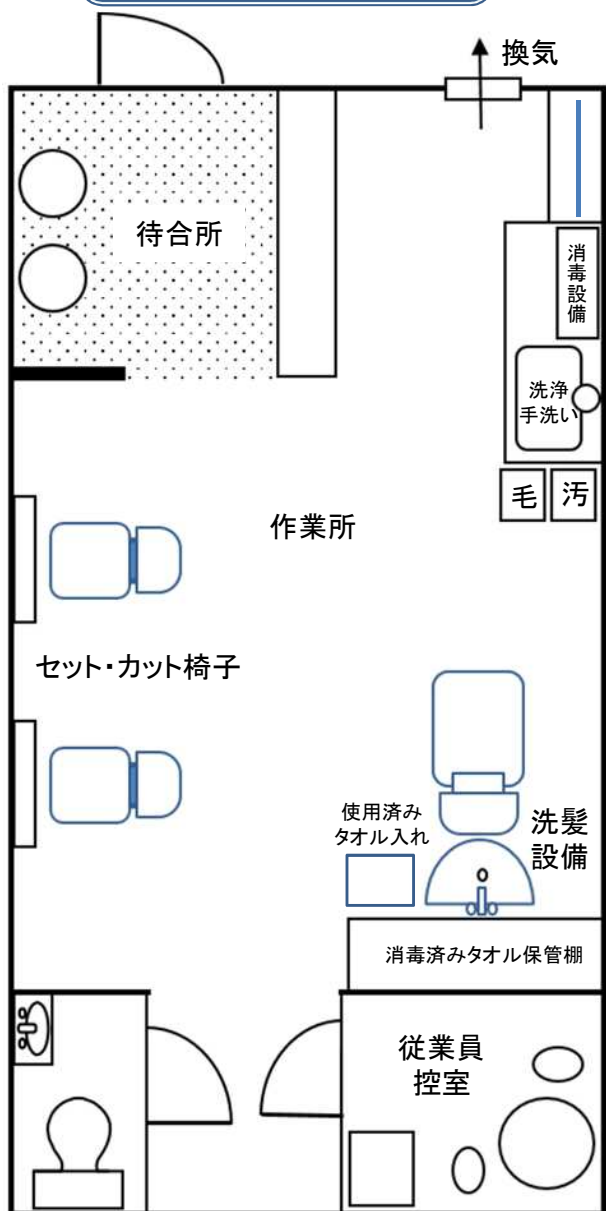 換気
待合所
消毒設備
洗浄
手洗い
毛
汚
作業所
セット・カット椅子
使用済み
タオル入れ
洗髪
設備
消毒済みタオル保管棚
従業員
控室